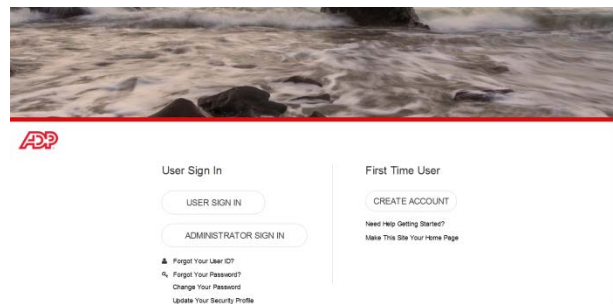 ADP
User Sign In
USER SIGN IN
ADMINISTRATOR SIGN IN
Forgot Your User ID?
Forgot Your Password?
Change Your Password
Update Your Security Profile
First Time User
CREATE ACCOUNT
Need Help Getting Started?
Make This Site Your Home Page